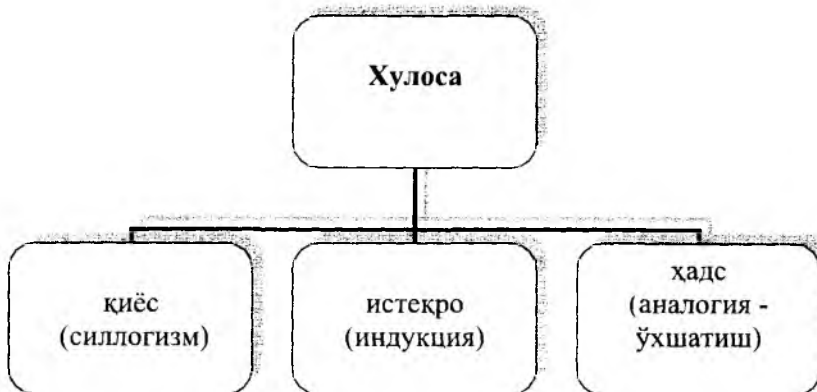 Хулоса
қиёс
(силлогизм)
истеқро
(индукция)
ҳадс
(аналогия -
ўхшатиш)